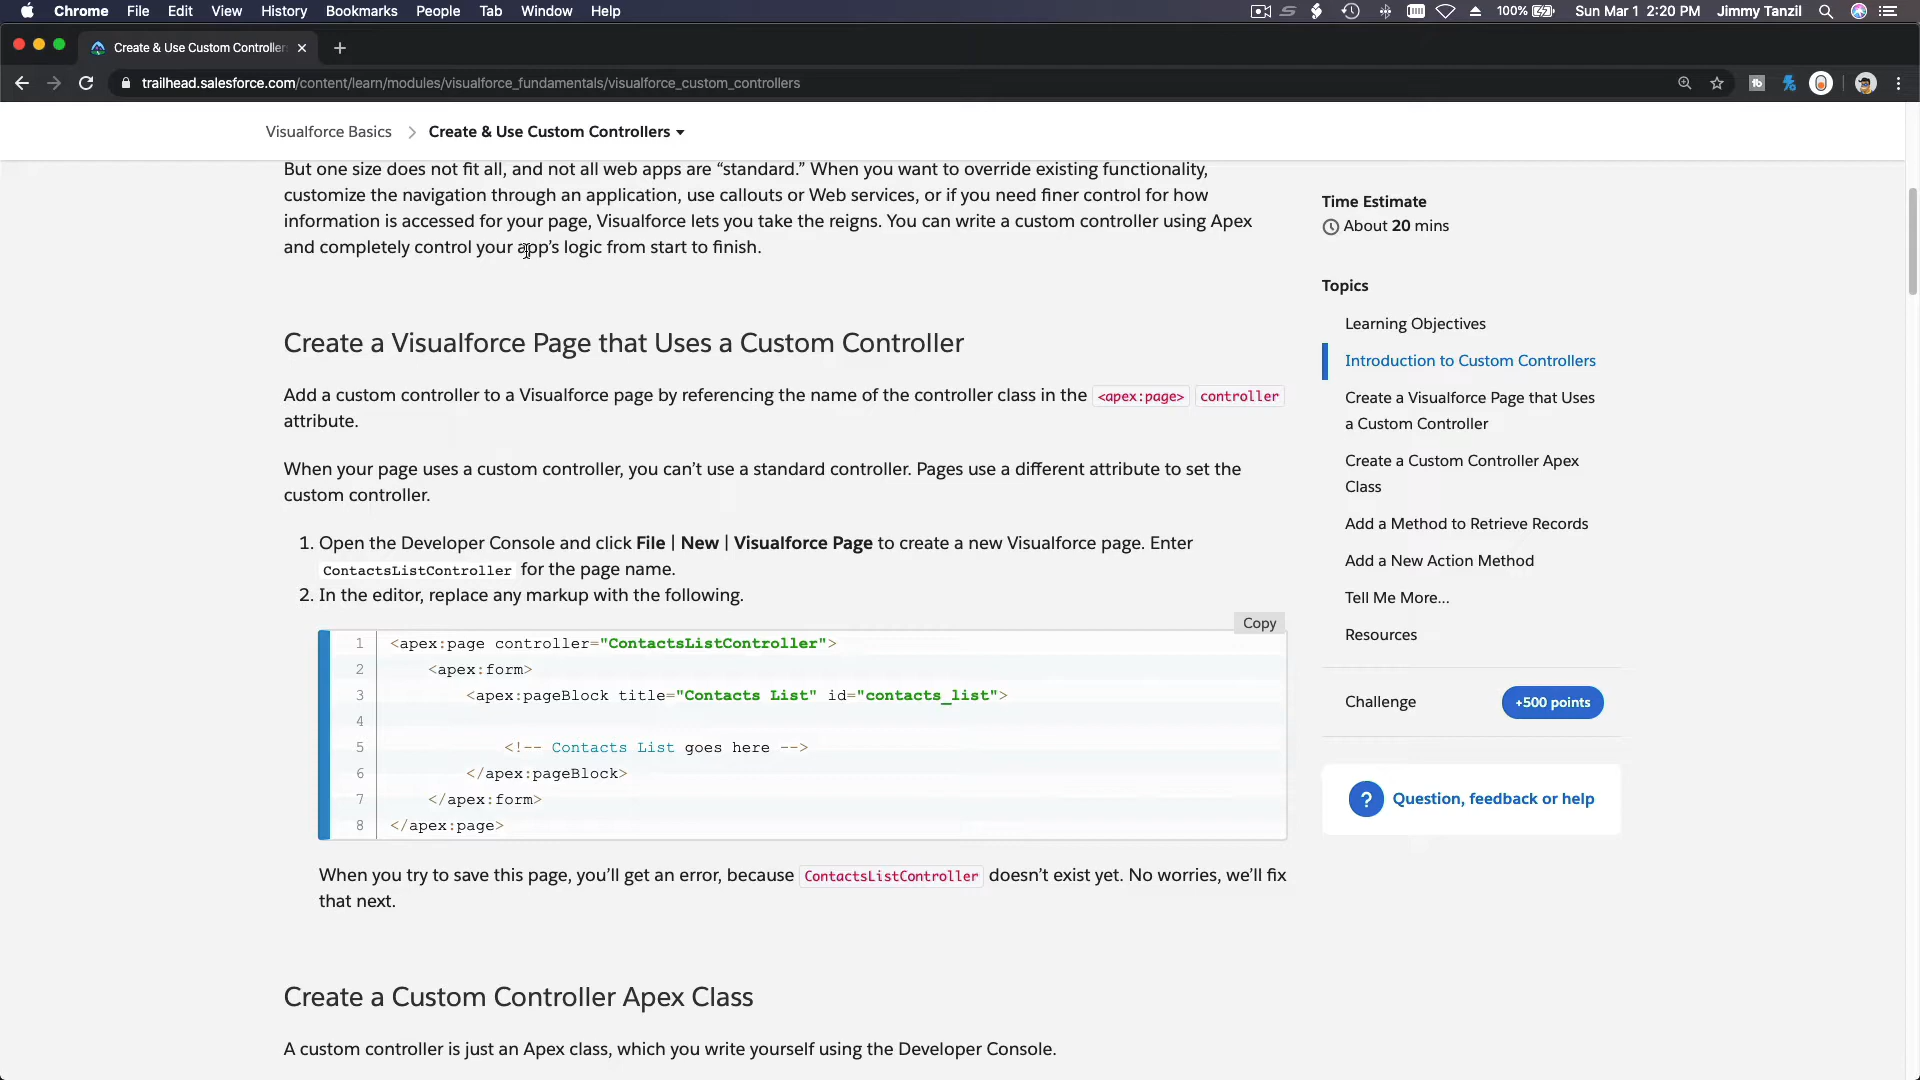 Chrome File Edit View History Bookmarks People Tab Window Help 100% Sun Mar 1 2:20 PM Jimmy Tanzil
Create & Use Custom Controller
trailhead.salesforce.com/content/learn/modules/visualforce_fundamentals/visualforce_custom_controllers
Visualforce Basics > Create & Use Custom Controllers
But one size does not fit all, and not all web apps are “standard.” When you want to override existing functionality,
customize the navigation through an application, use callouts or Web services, or if you need finer control for how
information is accessed for your page, Visualforce lets you take the reigns. You can write a custom controller using Apex
and completely control your app’s logic from start to finish.
Create a Visualforce Page that Uses a Custom Controller
Add a custom controller to a Visualforce page by referencing the name of the controller class in the <apex:page> controller
attribute.
When your page uses a custom controller, you can’t use a standard controller. Pages use a different attribute to set the
custom controller.
1. Open the Developer Console and click File | New | Visualforce Page to create a new Visualforce page. Enter
ContactsListController for the page name.
2. In the editor, replace any markup with the following.
Copy
1 <apex:page controller="ContactsListController">
2 <apex:form>
3 <apex:pageBlock title="Contacts List" id="contacts_list">
4
5 <!-- Contacts List goes here -->
6 </apex:pageBlock>
7 </apex:form>
8 </apex:page>
When you try to save this page, you’ll get an error, because ContactsListController doesn’t exist yet. No worries, we’ll fix
that next.
Create a Custom Controller Apex Class
A custom controller is just an Apex class, which you write yourself using the Developer Console.
Time Estimate
About 20 mins
Topics
Learning Objectives
Introduction to Custom Controllers
Create a Visualforce Page that Uses
a Custom Controller
Create a Custom Controller Apex
Class
Add a Method to Retrieve Records
Add a New Action Method
Tell Me More...
Resources
Challenge +500 points
? Question, feedback or help